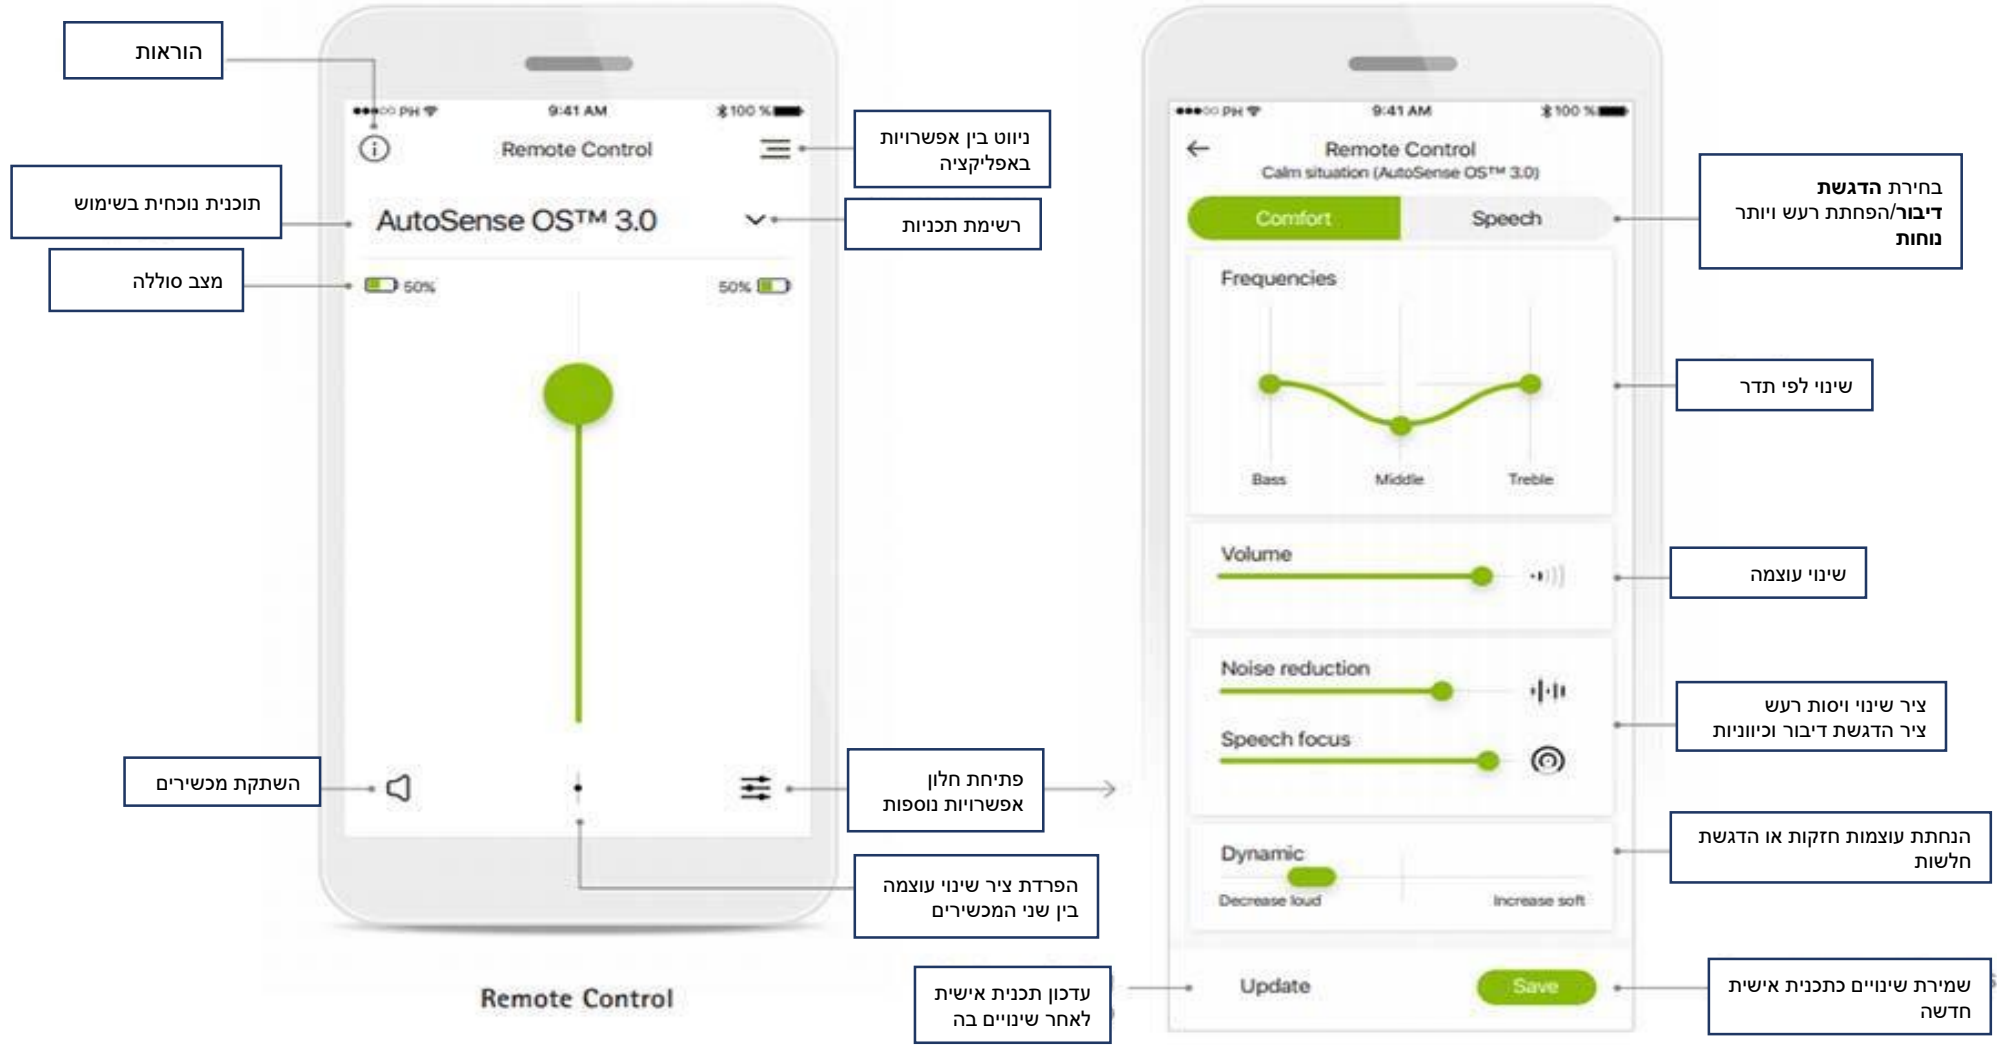 הוראות
PH
9:41 AM
100 %
Remote Control
ניווט בין אפשרויות
באפליקציה
תוכנית נוכחית בשימוש
AutoSense OS™ 3.0
רשימת תכניות
מצב סוללה
50%
50%
השתקת מכשירים
פתיחת חלון
אפשרויות נוספות
הפרדת ציר שינוי עוצמה
בין שני המכשירים
Remote Control
PH
9:41 AM
100 %
Remote Control
Calm situation (AutoSense OS™ 3.0)
Comfort
Speech
בחירת הדגשת
דיבור/הפחתת רעש ויותר
נוחות
Frequencies
Bass
Middle
Treble
שינוי לפי תדר
Volume
שינוי עוצמה
Noise reduction
Speech focus
ציר שינוי ויסות רעש
ציר הדגשת דיבור וכיווניות
Dynamic
Decrease loud
Increase soft
הנחתת עוצמות חזקות או הדגשת
חלשות
Update
Save
עדכון תכנית אישית
לאחר שינויים בה
שמירת שינויים כתכנית אישית
חדשה